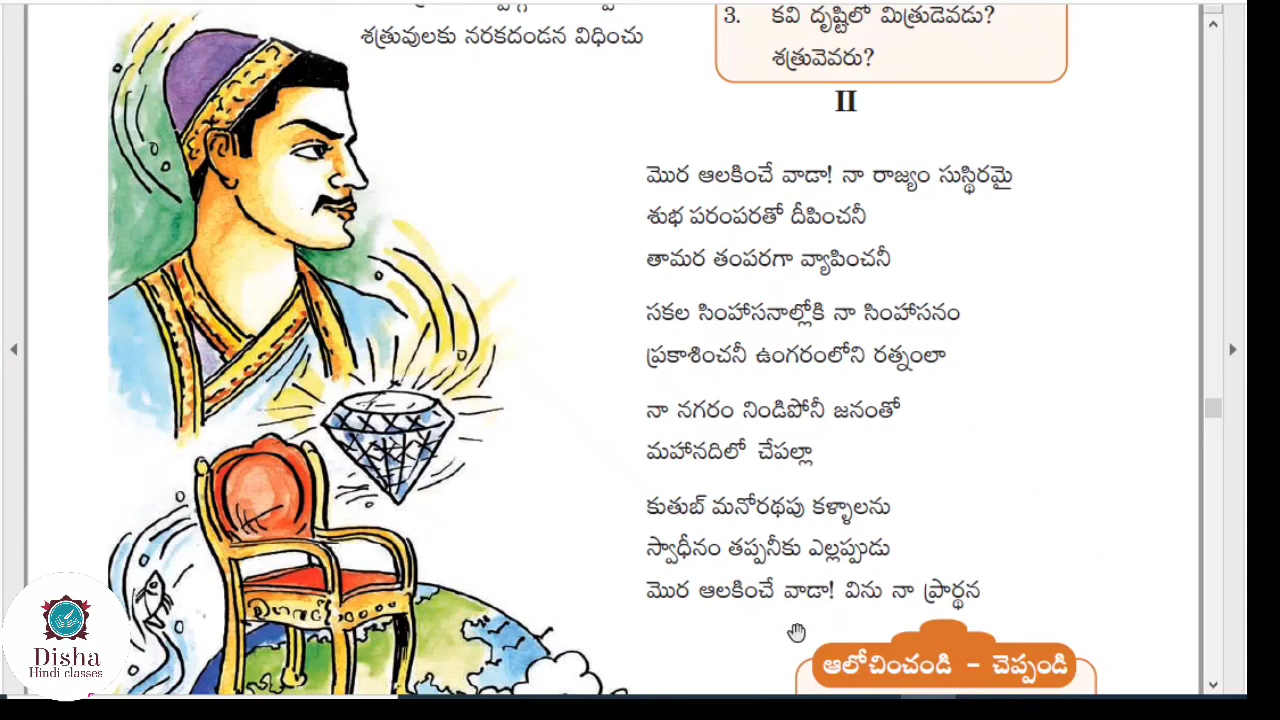 శత్రువులకు నరకదండన విధించు
3. కవి దృష్టిలో మిత్రుడెవడు?
శత్రువెవరు?
II
మొర ఆలకించే వాడా! నా రాజ్యం సుస్థిరమై
శుభ పరంపరతో దీపించనీ
తామర తంపరగా వ్యాపించనీ
సకల సింహాసనాల్లోకి నా సింహాసనం
ప్రకాశించనీ ఉంగరంలోని రత్నంలా
నా నగరం నిండిపోనీ జనంతో
మహానదిలో చేపల్లా
కుతుబ్ మనోరథపు కళ్ళాలను
స్వాధీనం తప్పనీకు ఎల్లప్పుడు
మొర ఆలకించే వాడా! విను నా ప్రార్థన
ఆలోచించండి - చెప్పండి
Disha
Hindi classes